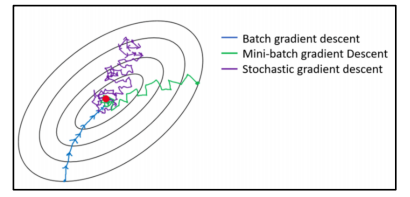 Batch gradient descent
Mini-batch gradient Descent
Stochastic gradient descent